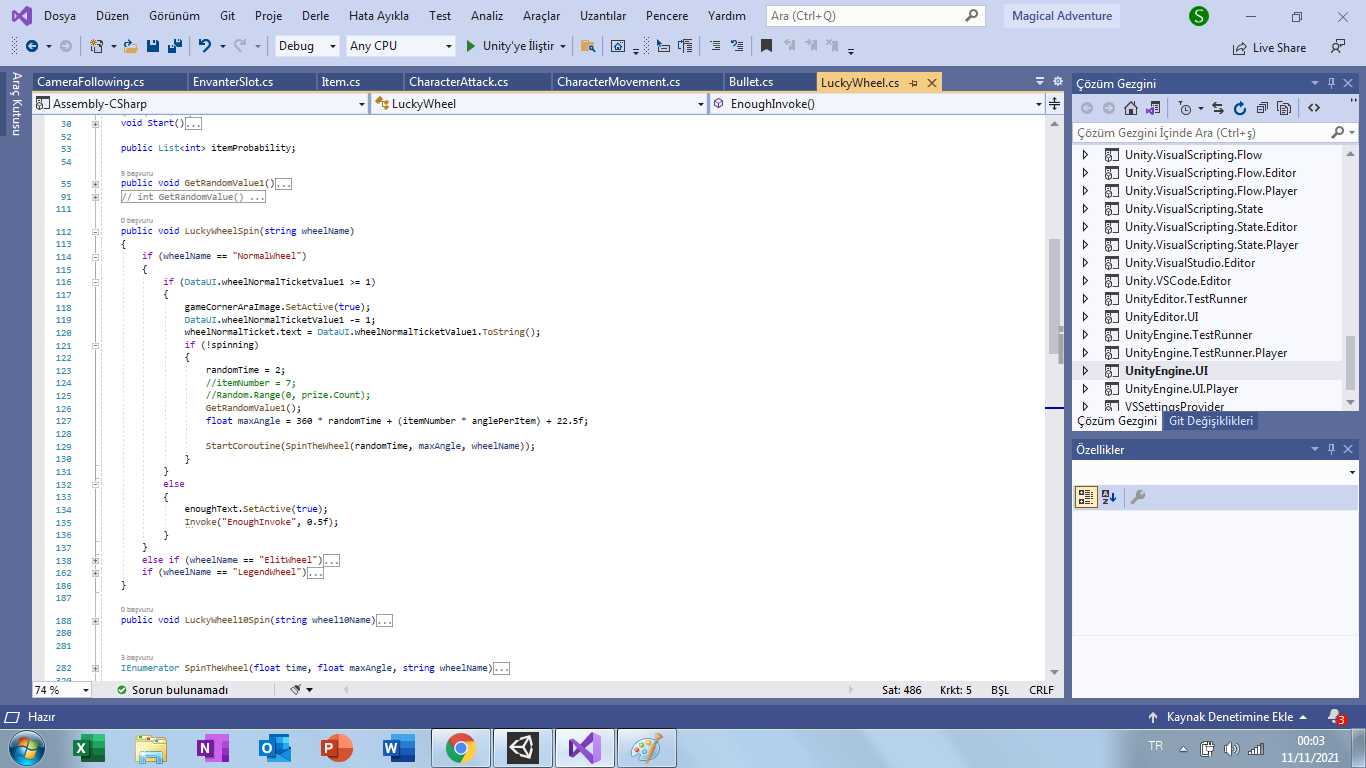 Dosya Düzen Görünüm Git Proje Derle Hata Ayıkla Test Analiz Araçlar Uzantılar Pencere Yardım Ara (Ctrl+Q) Magical Adventure S
Debug Any CPU Unity'ye İliştir Live Share
Araç Kutusu
CameraFollowing.cs EnvanterSlot.cs Item.cs CharacterAttack.cs CharacterMovement.cs Bullet.cs LuckyWheel.cs
Assembly-CSharp LuckyWheel EnoughInvoke()
30 void Start()...
52
53 public List<int> itemProbability;
54
9 başvuru
55 public void GetRandomValue1()...
91 // int GetRandomValue() ...
111
0 başvuru
112 public void LuckyWheelSpin(string wheelName)
113 {
114 if (wheelName == "NormalWheel")
115 {
116 if (DataUI.wheelNormalTicketValue1 >= 1)
117 {
118 gameCornerAraImage.SetActive(true);
119 DataUI.wheelNormalTicketValue1 -= 1;
120 wheelNormalTicket.text = DataUI.wheelNormalTicketValue1.ToString();
121 if (!spinning)
122 {
123 randomTime = 2;
124 //itemNumber = 7;
125 //Random.Range(0, prize.Count);
126 GetRandomValue1();
127 float maxAngle = 360 * randomTime + (itemNumber * anglePerItem) + 22.5f;
128
129 StartCoroutine(SpinTheWheel(randomTime, maxAngle, wheelName));
130 }
131 }
132 else
133 {
134 enoughText.SetActive(true);
135 Invoke("EnoughInvoke", 0.5f);
136 }
137 }
138 else if (wheelName == "ElitWheel")...
162 if (wheelName == "LegendWheel")...
186 }
187
0 başvuru
188 public void LuckyWheel10Spin(string wheel10Name)...
280
281
3 başvuru
282 IEnumerator SpinTheWheel(float time, float maxAngle, string wheelName)...
74 % Sorun bulunamadı Sat: 486 Krkt: 5 BŞL CRLF
Çözüm Gezgini
Çözüm Gezgini İçinde Ara (Ctrl+ş)
Unity.VisualScripting.Flow
Unity.VisualScripting.Flow.Editor
Unity.VisualScripting.Flow.Player
Unity.VisualScripting.State
Unity.VisualScripting.State.Editor
Unity.VisualScripting.State.Player
Unity.VisualStudio.Editor
Unity.VSCode.Editor
UnityEditor.TestRunner
UnityEditor.UI
UnityEngine.TestRunner
UnityEngine.TestRunner.Player
UnityEngine.UI
UnityEngine.UI.Player
VSSettingsProvider
Çözüm Gezgini Git Değişiklikleri
Özellikler
Hazır Kaynak Denetimine Ekle 3
TR 00:03
11/11/2021